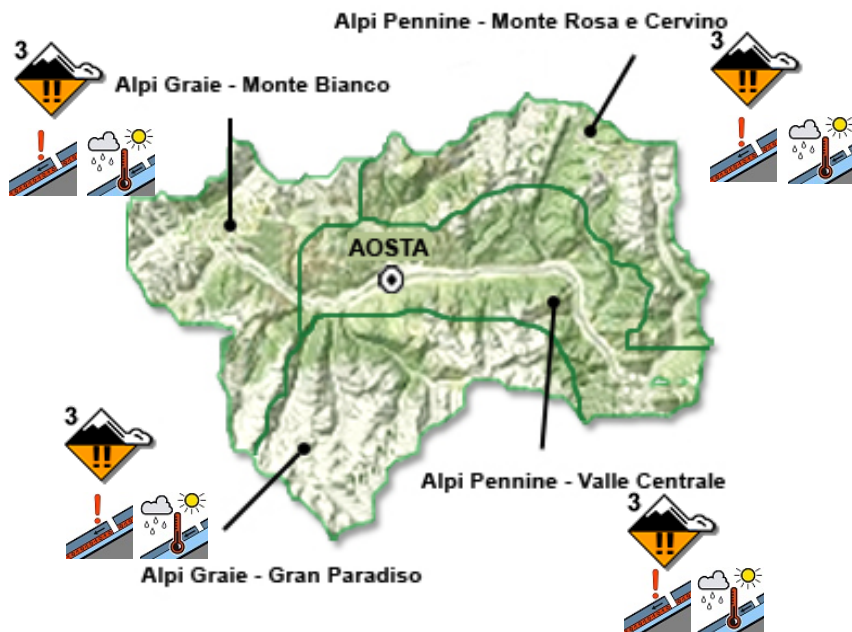 Alpi Pennine - Monte Rosa e Cervino
3
3
Alpi Graie - Monte Bianco
!!
!!
!
!
AOSTA
3
!!
!
Alpi Pennine - Valle Centrale
3
!!
Alpi Graie - Gran Paradiso
!